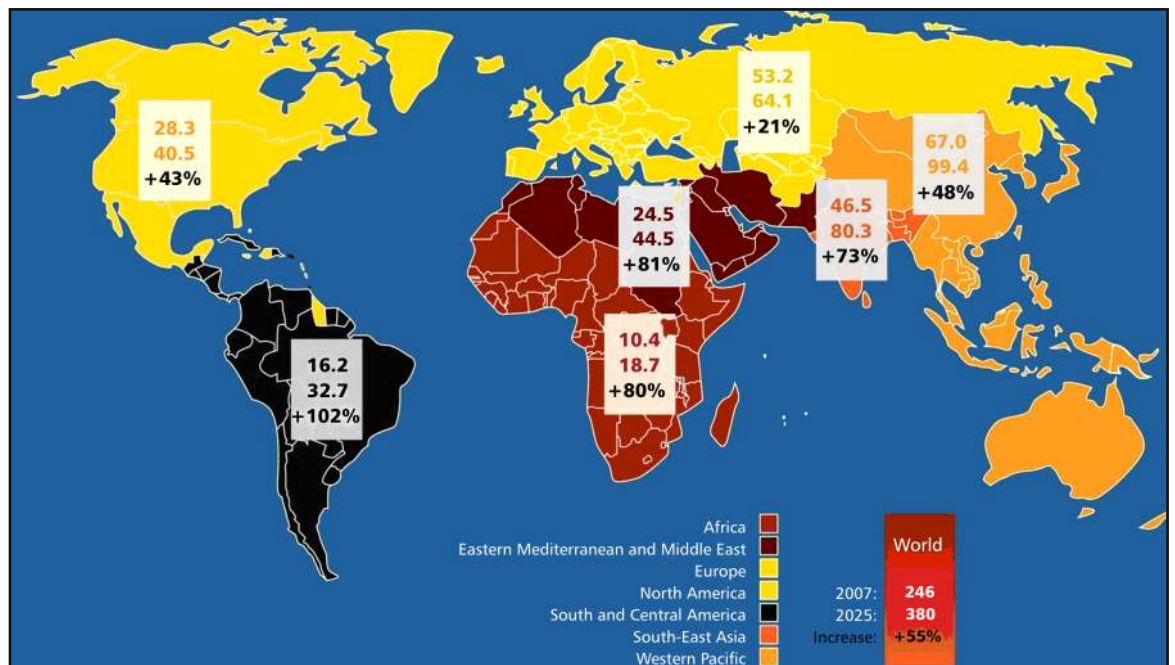 53.2
64.1
+21%
28.3
40.5
+43%
67.0
99.4
+48%
24.5
44.5
+81%
46.5
80.3
+73%
10.4
18.7
+80%
16.2
32.7
+102%
Africa
Eastern Mediterranean and Middle East
Europe
North America
South and Central America
South-East Asia
Western Pacific
World
2007: 246
2025: 380
Increase: +55%